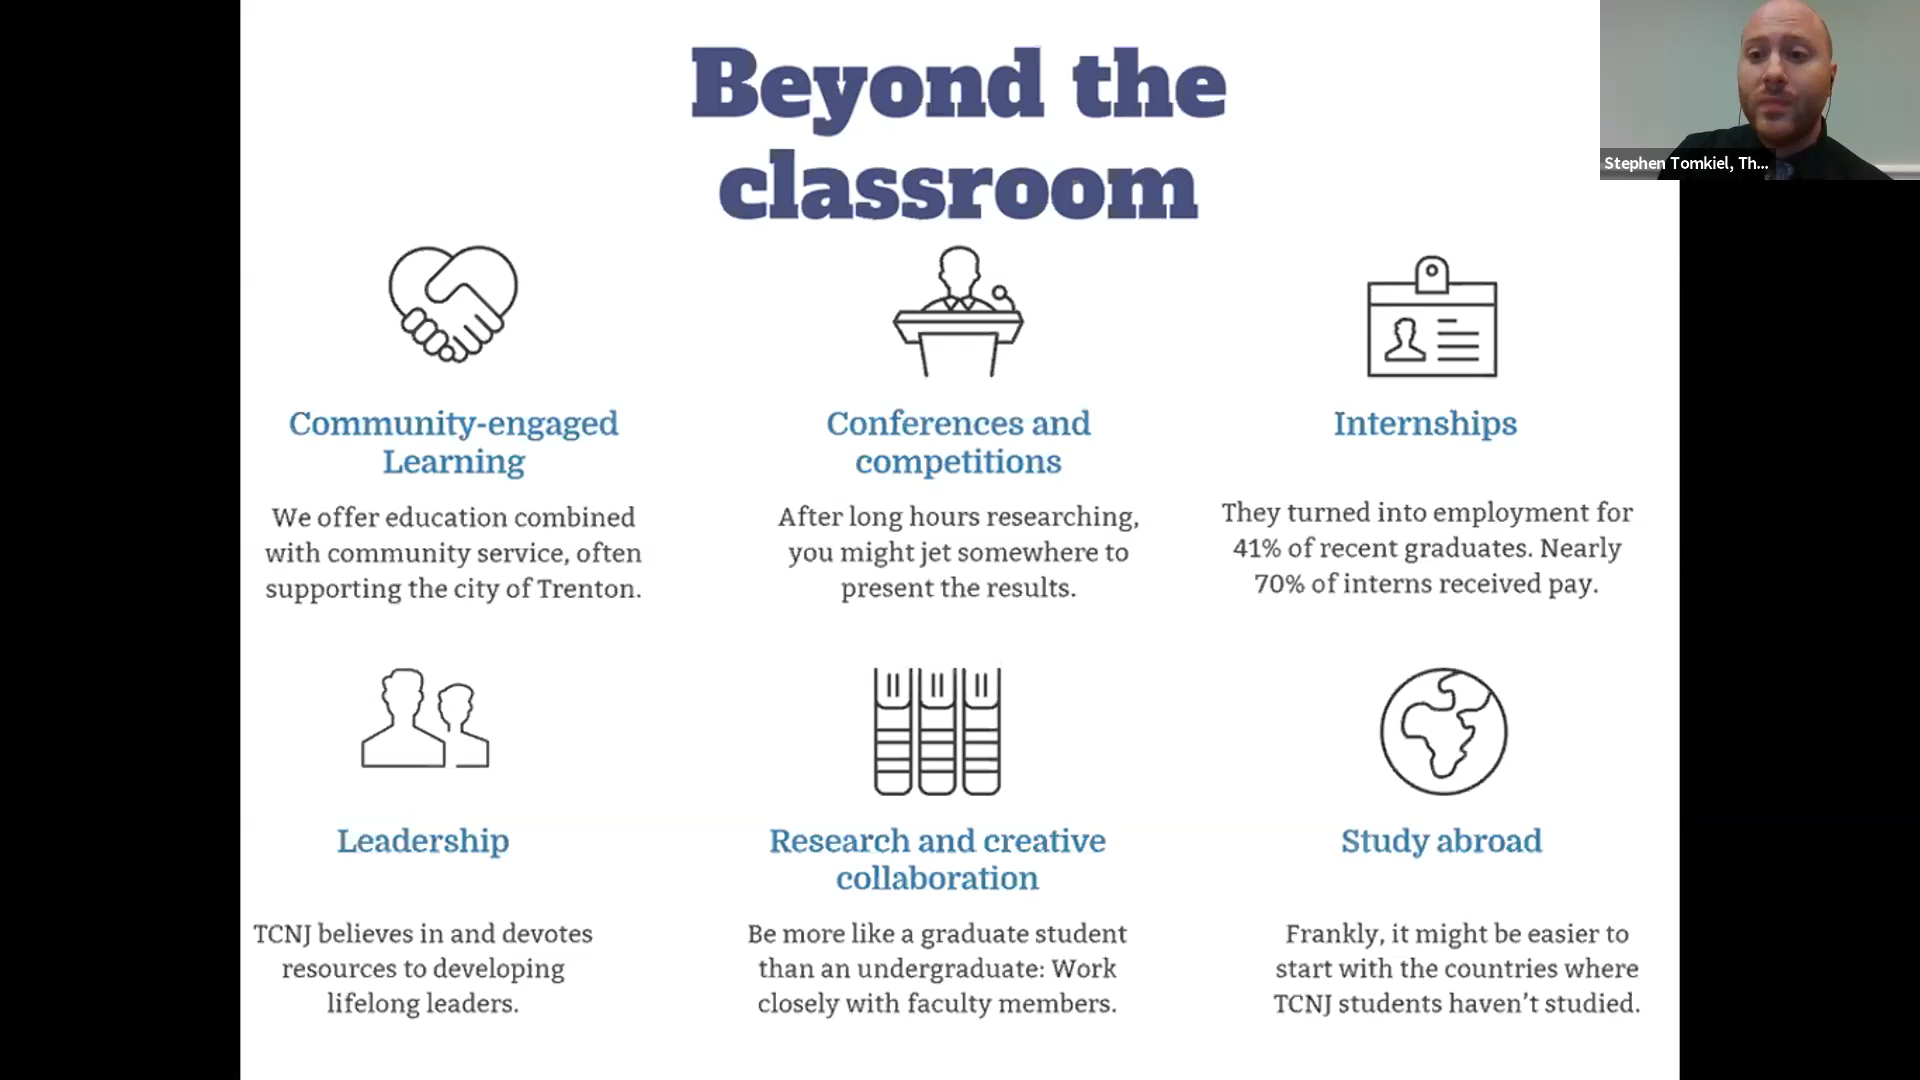 Beyond the
classroom
Stephen Tomkiel, Th...
Community-engaged
Learning
We offer education combined
with community service, often
supporting the city of Trenton.
Conferences and
competitions
After long hours researching,
you might jet somewhere to
present the results.
Internships
They turned into employment for
41% of recent graduates. Nearly
70% of interns received pay.
Leadership
TCNJ believes in and devotes
resources to developing
lifelong leaders.
Research and creative
collaboration
Be more like a graduate student
than an undergraduate: Work
closely with faculty members.
Study abroad
Frankly, it might be easier to
start with the countries where
TCNJ students haven’t studied.